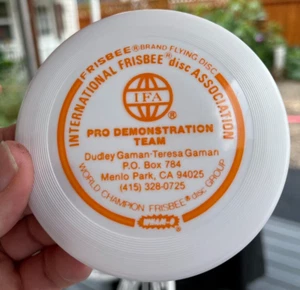 FRISBEE® BRAND FLYING DISC
INTERNATIONAL FRISBEE® disc ASSOCIATION
IFA
®
PRO DEMONSTRATION
TEAM
Dudley Gaman-Teresa Gaman
P.O. Box 784
Menlo Park, CA 94025
(415) 328-0725
WORLD CHAMPION FRISBEE® disc GROUP